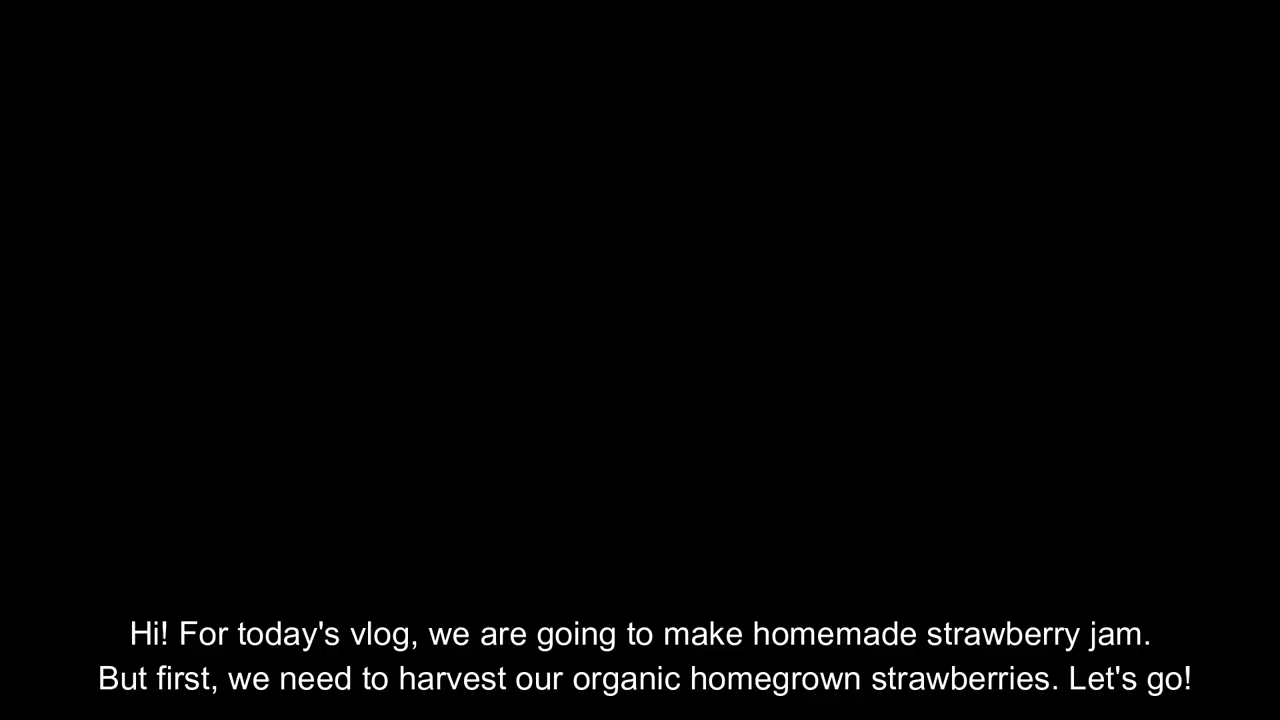 Hi! For today's vlog, we are going to make homemade strawberry jam.
But first, we need to harvest our organic homegrown strawberries. Let's go!